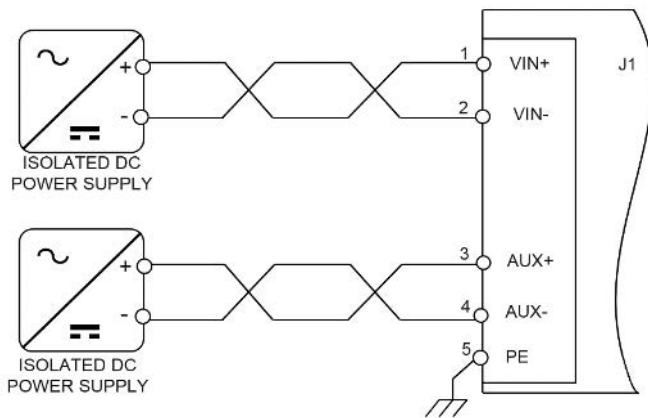 +
-
ISOLATED DC
POWER SUPPLY
1 VIN+ J1
2 VIN-
+
-
ISOLATED DC
POWER SUPPLY
3 AUX+
4 AUX-
5 PE